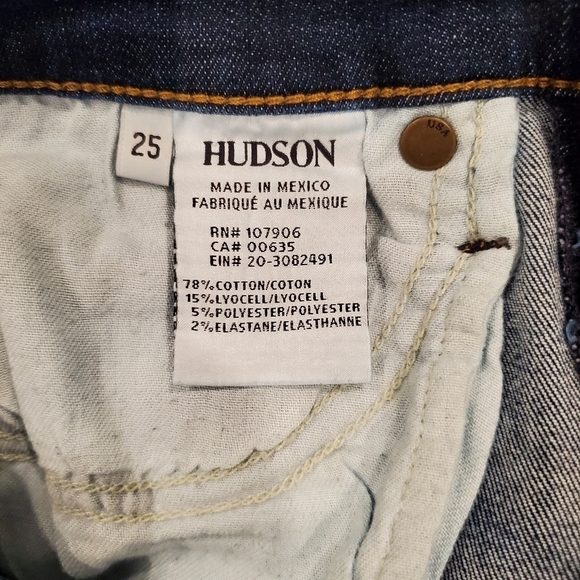 25
HUDSON
MADE IN MEXICO
FABRIQUÉ AU MEXIQUE
RN# 107906
CA# 00635
EIN# 20-3082491
78%COTTON/COTON
15%LYOCELL/LYOCELL
5%POLYESTER/POLYESTER
2%ELASTANE/ELASTHANNE
USA